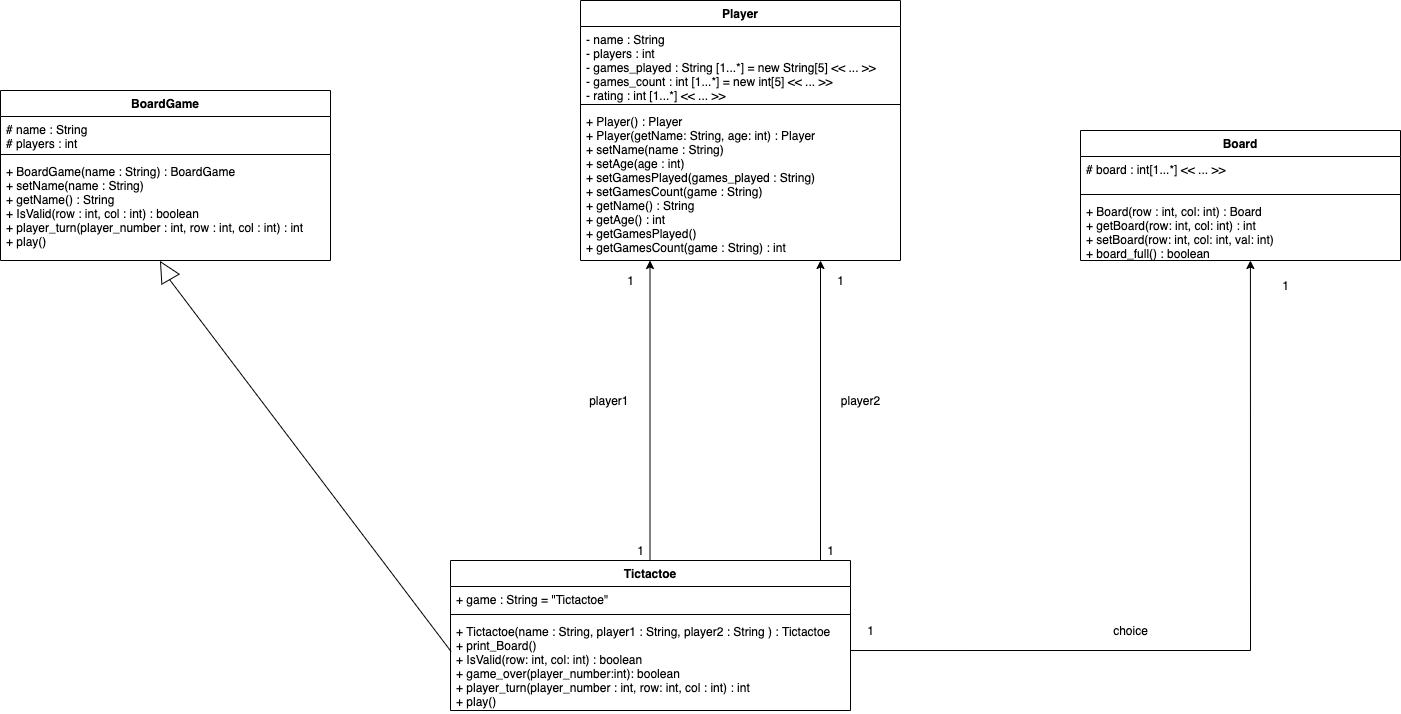 Player
- name : String
- players : int
- games_played : String [1...*] = new String[5] << ... >>
- games_count : int [1...*] = new int[5] << ... >>
- rating : int [1...*] << ... >>
+ Player() : Player
+ Player(getName: String, age: int) : Player
+ setName(name : String)
+ setAge(age : int)
+ setGamesPlayed(games_played : String)
+ setGamesCount(game : String)
+ getName() : String
+ getAge() : int
+ getGamesPlayed()
+ getGamesCount(game : String) : int
BoardGame
# name : String
# players : int
+ BoardGame(name : String) : BoardGame
+ setName(name : String)
+ getName() : String
+ IsValid(row : int, col : int) : boolean
+ player_turn(player_number : int, row : int, col : int) : int
+ play()
Board
# board : int[1...*] << ... >>
+ Board(row : int, col: int) : Board
+ getBoard(row: int, col: int) : int
+ setBoard(row: int, col: int, val: int)
+ board_full() : boolean
1
1
1
player1
player2
1
1
Tictactoe
+ game : String = "Tictactoe"
+ Tictactoe(name : String, player1 : String, player2 : String ) : Tictactoe
+ print_Board()
+ IsValid(row: int, col: int) : boolean
+ game_over(player_number:int): boolean
+ player_turn(player_number : int, row: int, col : int) : int
+ play()
1
choice